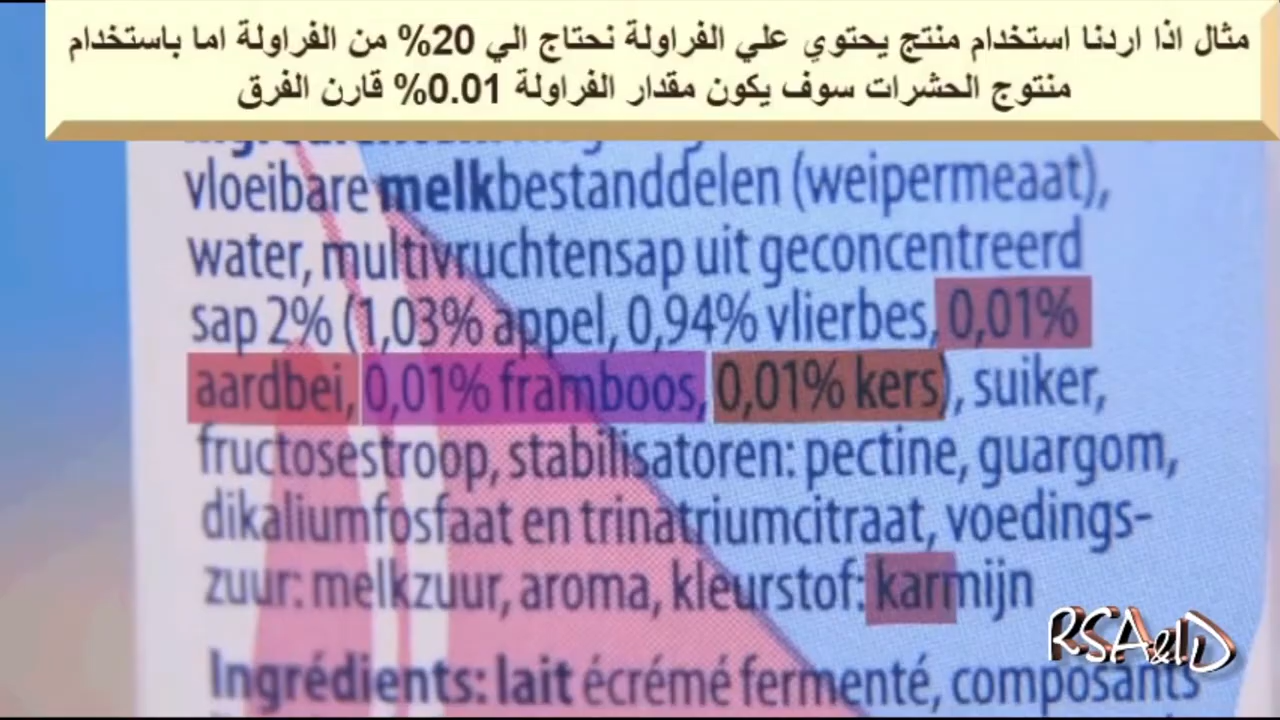 مثال اذا اردنا استخدام منتج يحتوي علي الفراولة نحتاج الي 20% من الفراولة اما باستخدام
منتوج الحشرات سوف يكون مقدار الفراولة 0.01% قارن الفرق
vloeibare melkbestanddelen (weipermeaat),
water, multivruchtensap uit geconcentreerd
sap 2% (1,03% appel, 0,94% vlierbes, 0,01%
aardbei, 0,01% framboos, 0,01% kers), suiker,
fructosestroop, stabilisatoren: pectine, guargom,
dikaliumfosfaat en trinatriumcitraat, voedings-
zuur: melkzuur, aroma, kleurstof: karmijn
RSA&ID
Ingrédients: lait écrémé fermenté, composants